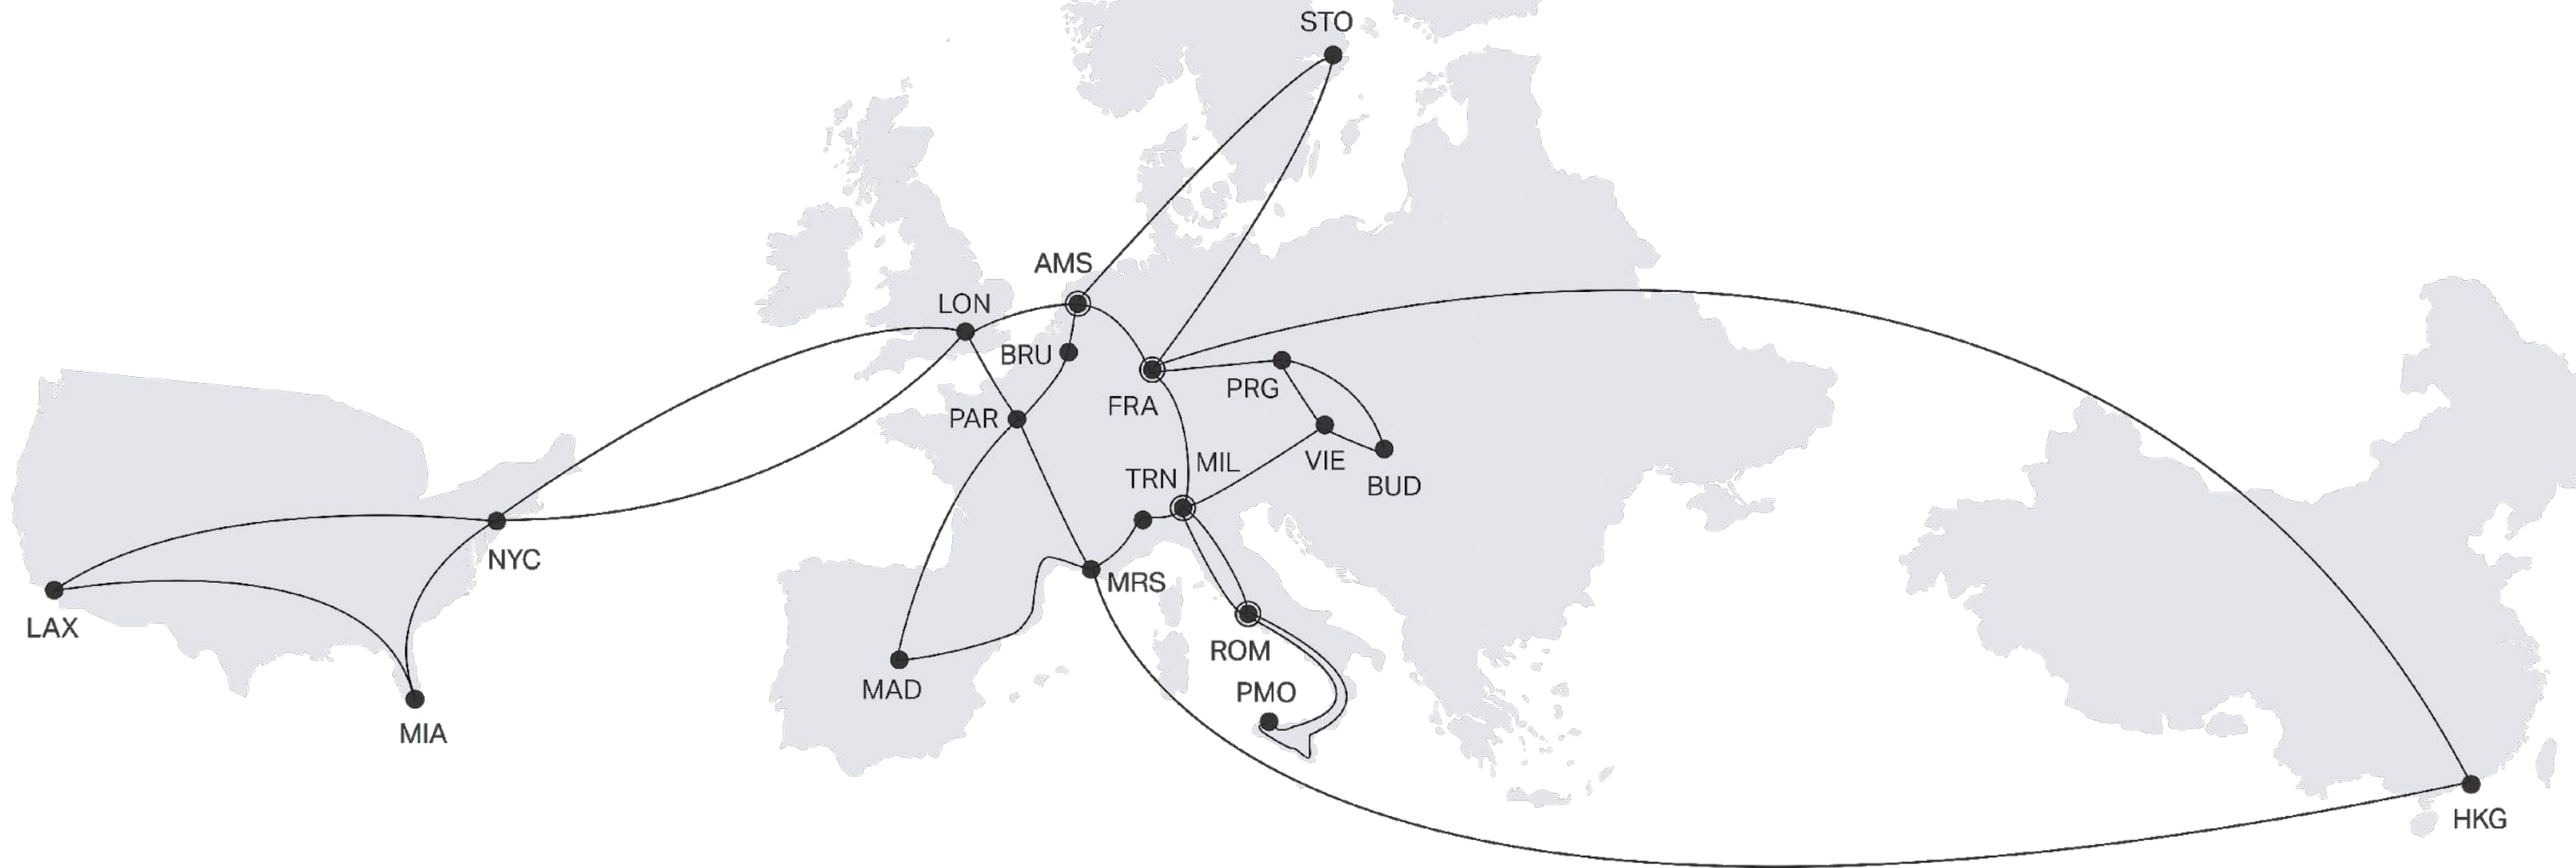 STO
AMS
LON
BRU
PRG
FRA
PAR
MIL
VIE
TRN
BUD
NYC
MRS
LAX
ROM
MAD
PMO
MIA
HKG